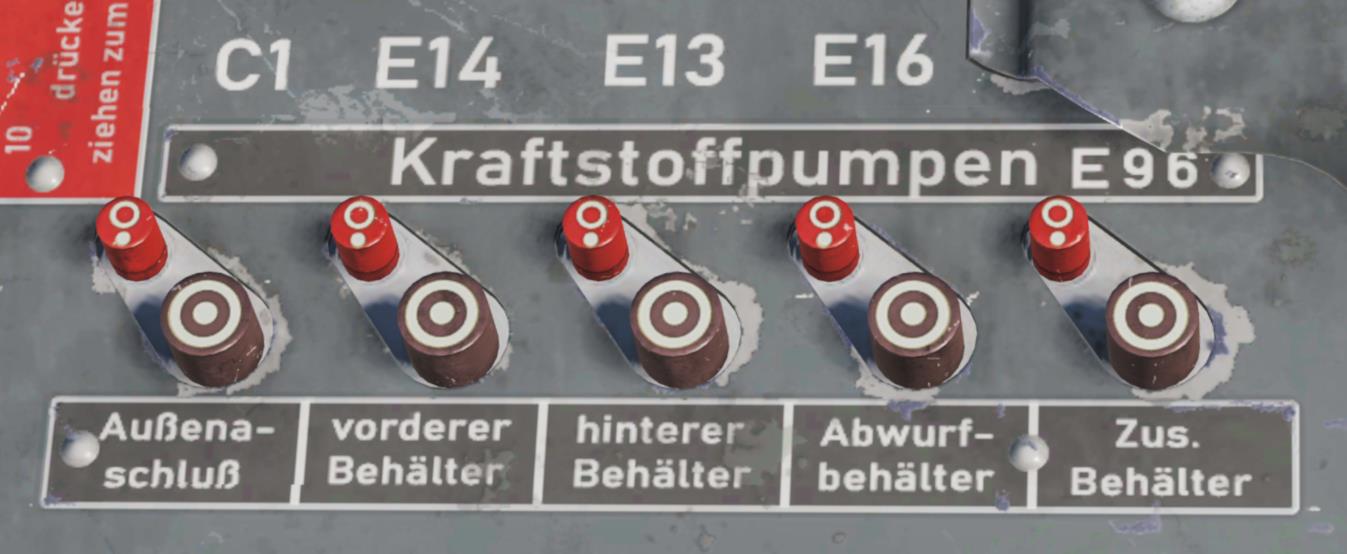 10 drücke
ziehen zum
C1 E14 E13 E16
Kraftstoffpumpen E96
Außena-
schluß
vorderer
Behälter
hinterer
Behälter
Abwurf-
behälter
Zus.
Behälter